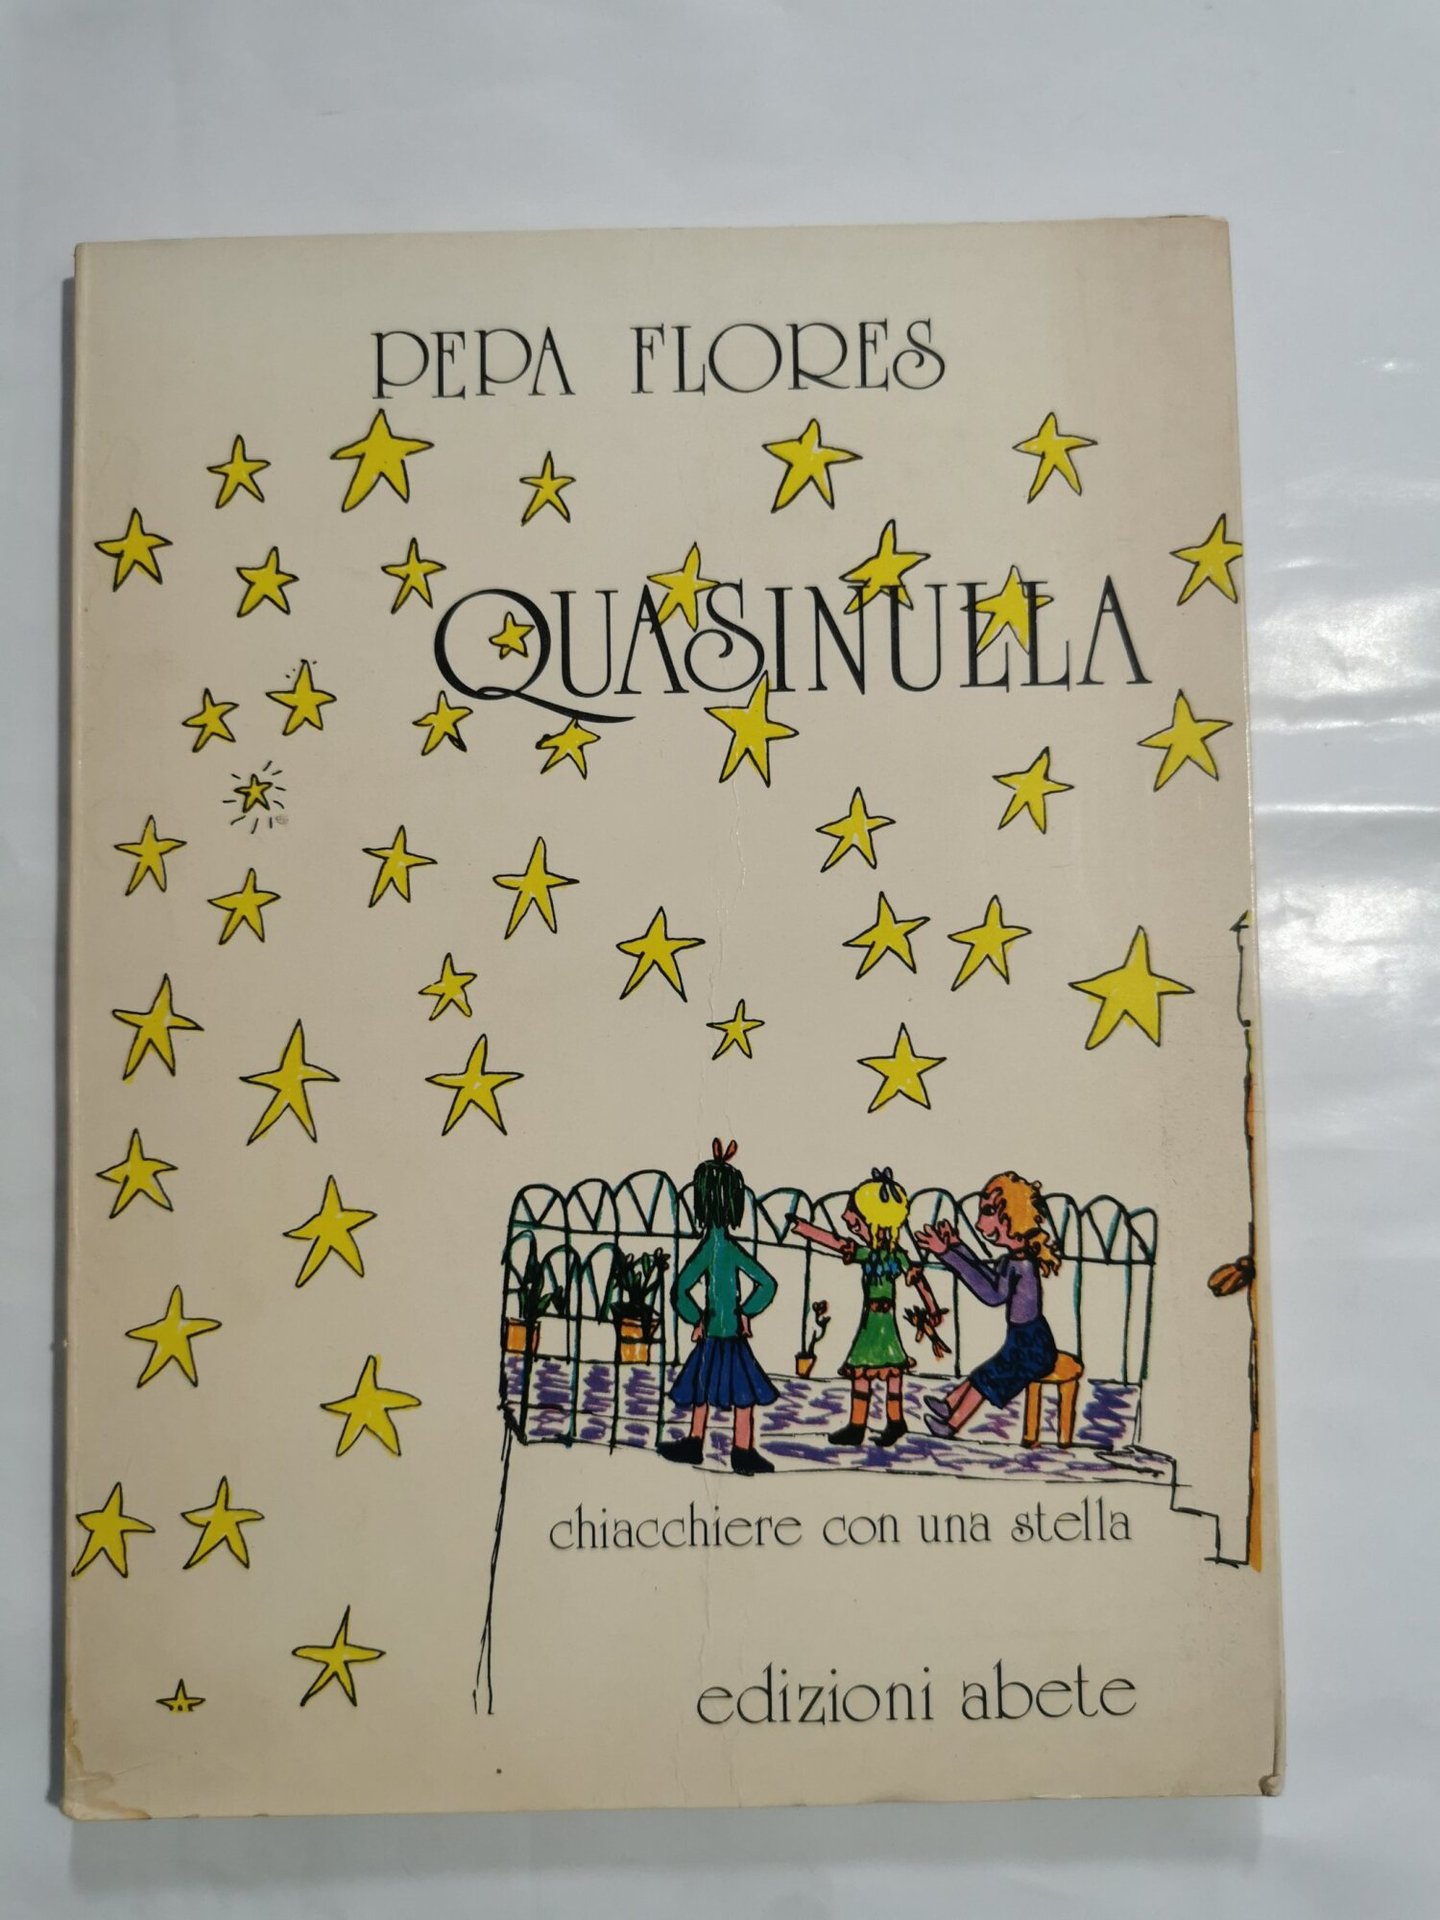 PEPA FLORES
QUASINULLA
chiacchiere con una stella
edizioni abete